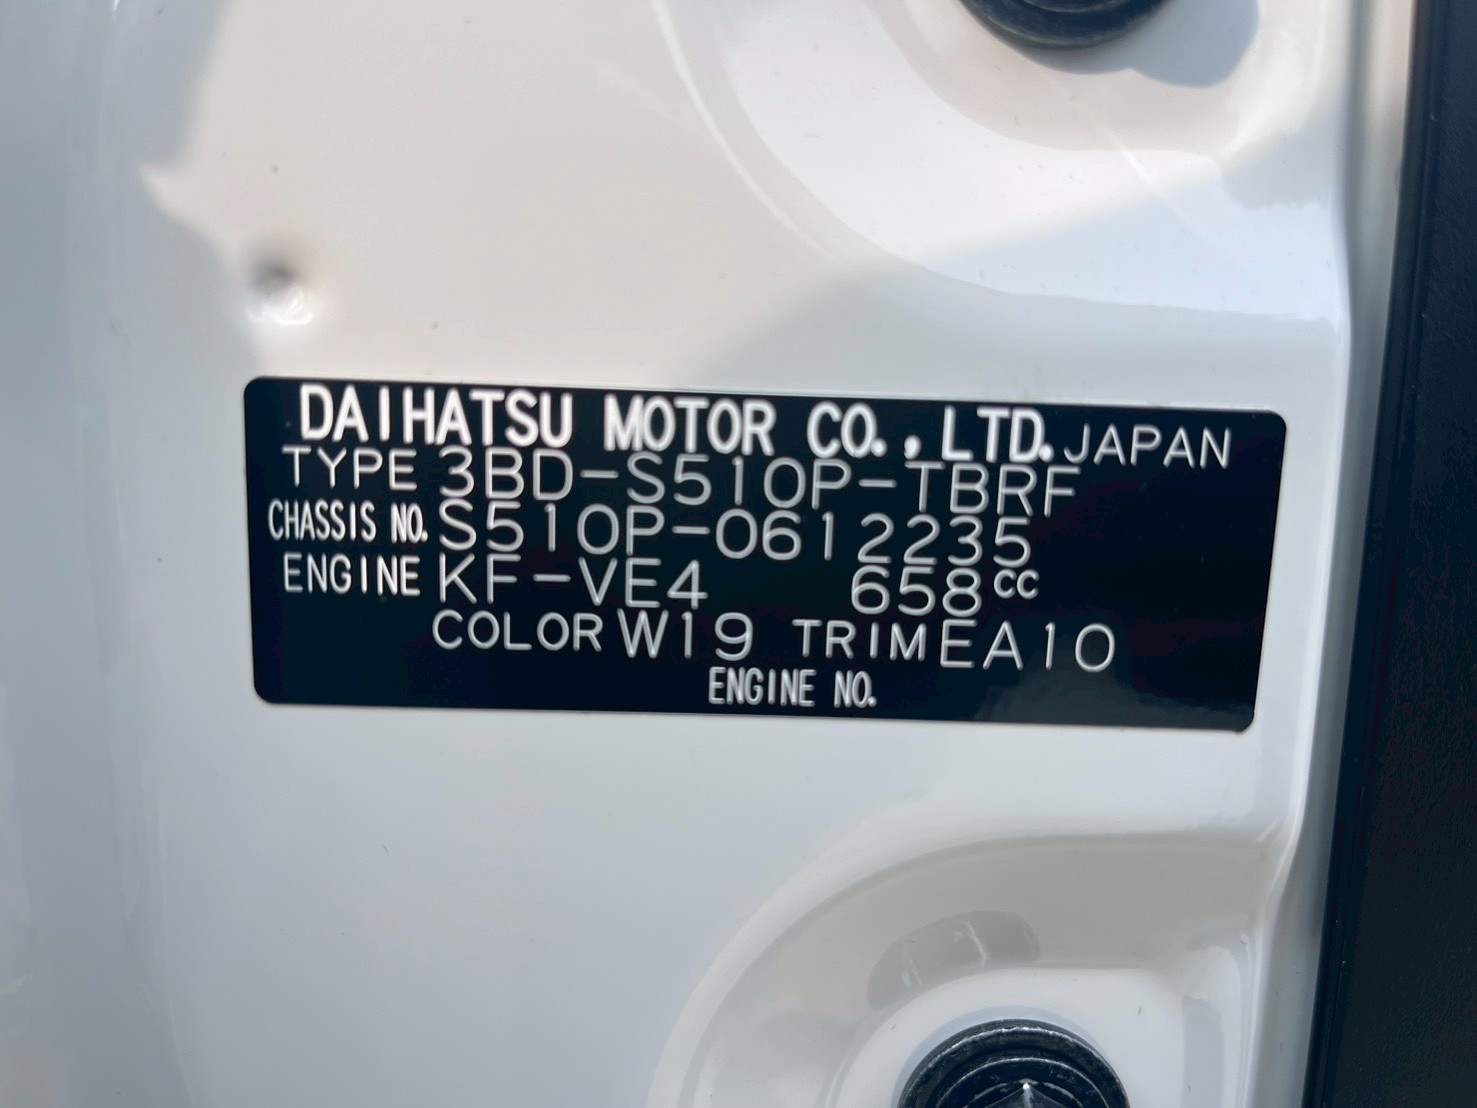 DAIHATSU MOTOR CO., LTD. JAPAN
TYPE 3BD-S510P-TBRF
CHASSIS NO. S510P-0612235
ENGINE KF-VE4 658cc
COLOR W19 TRIM EA10
ENGINE NO.